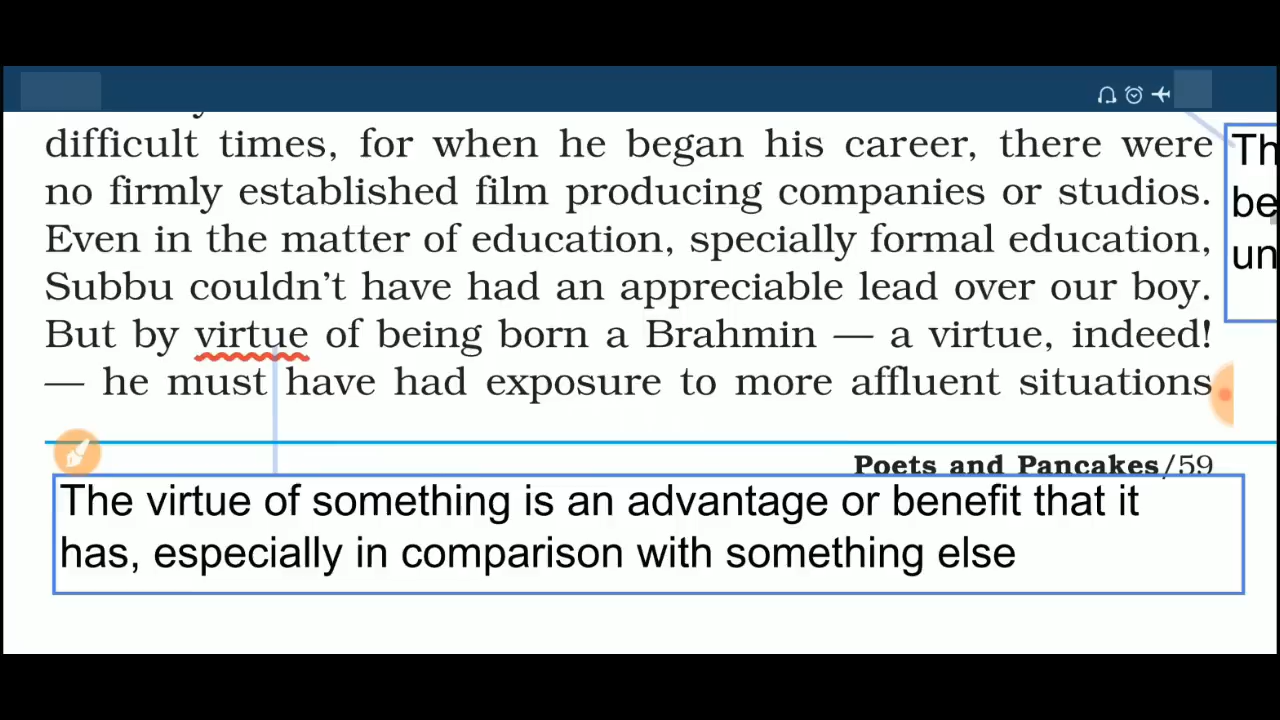 difficult times, for when he began his career, there were
no firmly established film producing companies or studios.
Even in the matter of education, specially formal education,
Subbu couldn't have had an appreciable lead over our boy.
But by virtue of being born a Brahmin — a virtue, indeed!
— he must have had exposure to more affluent situations
Poets and Pancakes/59
The virtue of something is an advantage or benefit that it
has, especially in comparison with something else